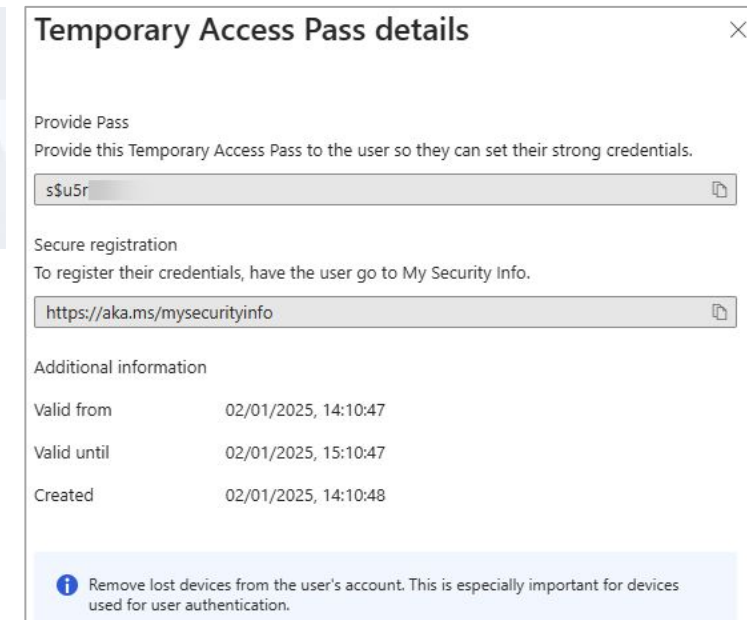 Temporary Access Pass details
Provide Pass
Provide this Temporary Access Pass to the user so they can set their strong credentials.
s$u5r
Secure registration
To register their credentials, have the user go to My Security Info.
https://aka.ms/mysecurityinfo
Additional information
Valid from 02/01/2025, 14:10:47
Valid until 02/01/2025, 15:10:47
Created 02/01/2025, 14:10:48
Remove lost devices from the user's account. This is especially important for devices
used for user authentication.